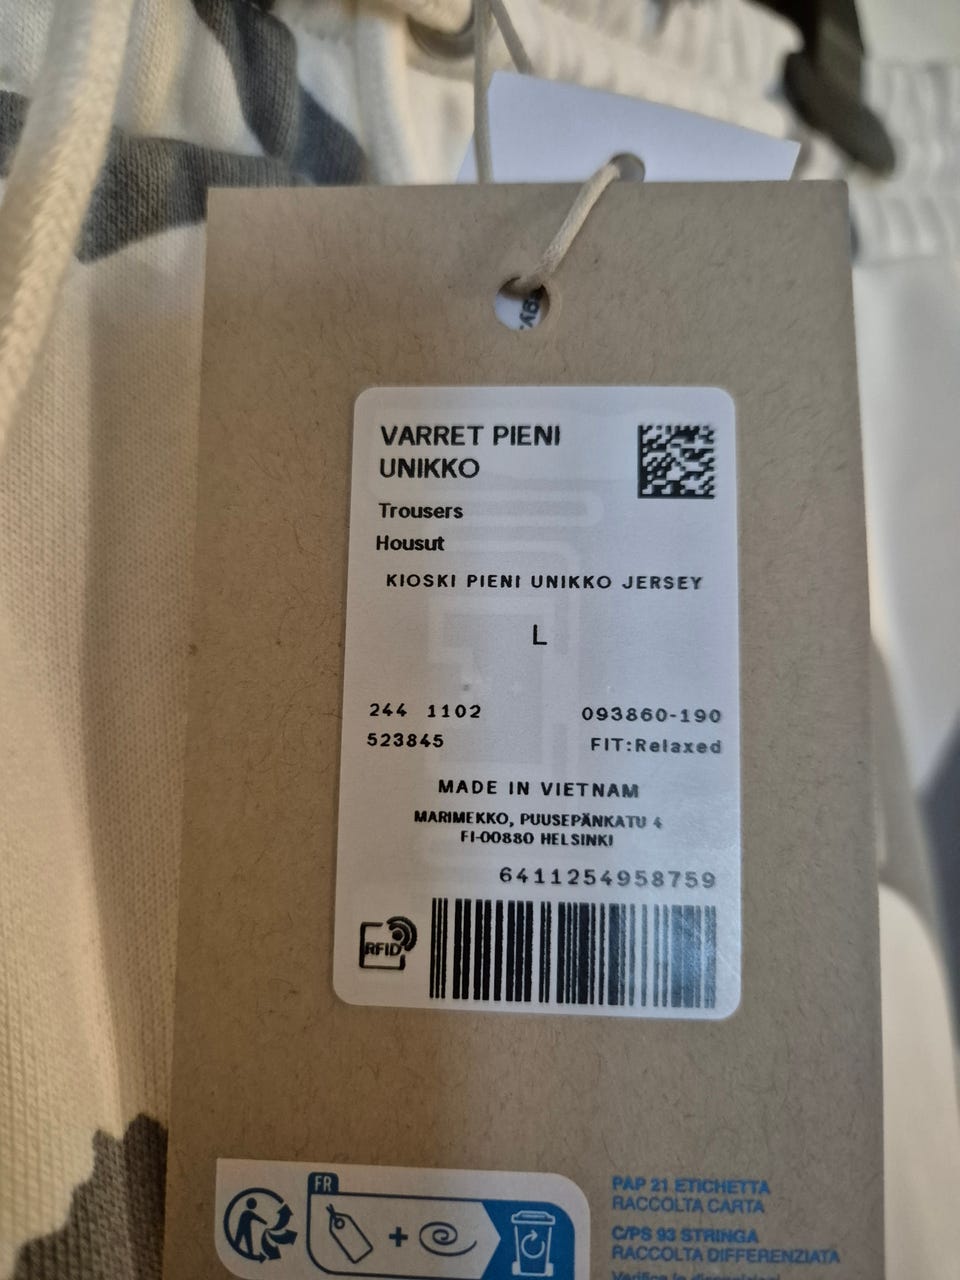 VARRET PIENI
UNIKKO
Trousers
Housut
KIOSKI PIENI UNIKKO JERSEY
L
244 1102
093860-190
523845
FIT:Relaxed
MADE IN VIETNAM
MARIMEKKO, PUUSEPÄNKATU 4
FI-00880 HELSINKI
6411254958759
RFID
FR
+
PAP 21 ETICHETTA
RACCOLTA CARTA
C/PS 93 STRINGA
RACCOLTA DIFFERENZIATA